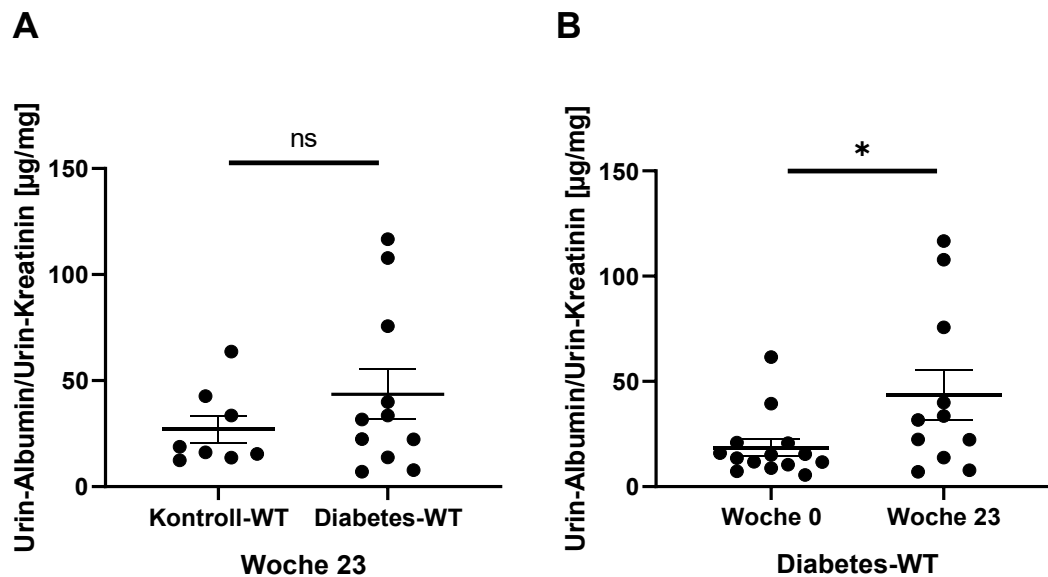 A
Urin-Albumin/Urin-Kreatinin [µg/mg]
150
100
50
0
ns
Kontroll-WT
Diabetes-WT
Woche 23
B
Urin-Albumin/Urin-Kreatinin [µg/mg]
150
100
50
0
*
Woche 0
Woche 23
Diabetes-WT